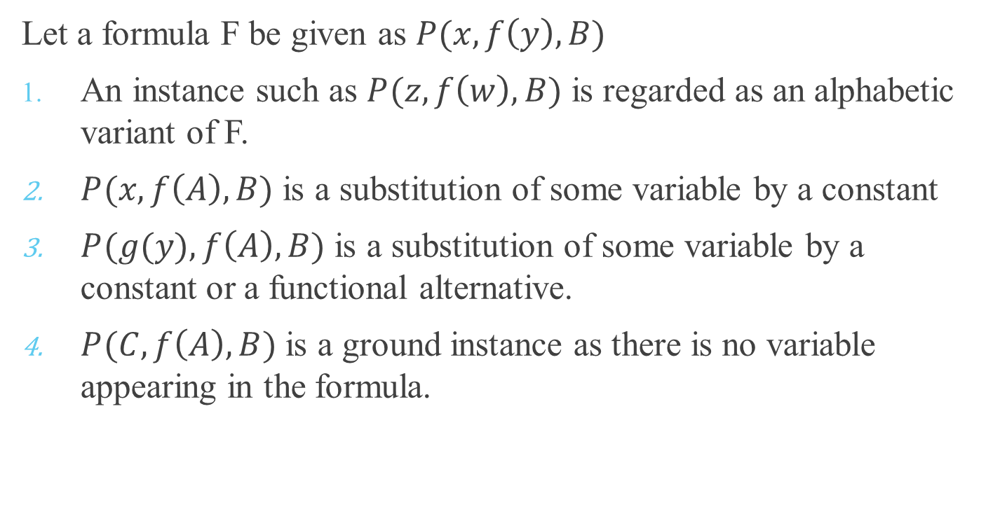 Let a formula F be given as P(x, f(y), B)
1. An instance such as P(z, f(w), B) is regarded as an alphabetic
variant of F.
2. P(x, f(A), B) is a substitution of some variable by a constant
3. P(g(y), f(A), B) is a substitution of some variable by a
constant or a functional alternative.
4. P(C, f(A), B) is a ground instance as there is no variable
appearing in the formula.